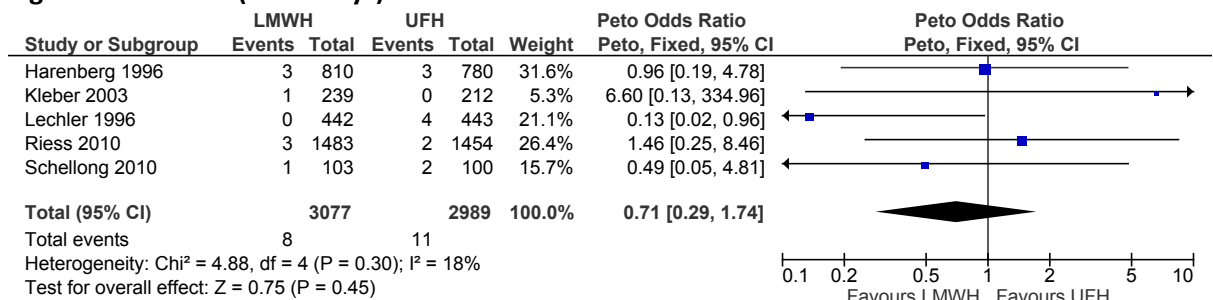 LMWH UFH Peto Odds Ratio Peto Odds Ratio
Study or Subgroup Events Total Events Total Weight Peto, Fixed, 95% CI Peto, Fixed, 95% CI
Harenberg 1996 3 810 3 780 31.6% 0.96 [0.19, 4.78]
Kleber 2003 1 239 0 212 5.3% 6.60 [0.13, 334.96]
Lechler 1996 0 442 4 443 21.1% 0.13 [0.02, 0.96]
Riess 2010 3 1483 2 1454 26.4% 1.46 [0.25, 8.46]
Schellong 2010 1 103 2 100 15.7% 0.49 [0.05, 4.81]
Total (95% CI) 3077 2989 100.0% 0.71 [0.29, 1.74]
Total events 8 11
Heterogeneity: Chi² = 4.88, df = 4 (P = 0.30); I² = 18%
Test for overall effect: Z = 0.75 (P = 0.45)
0.1 0.2 0.5 1 2 5 10
Favours LMWH Favours UFH